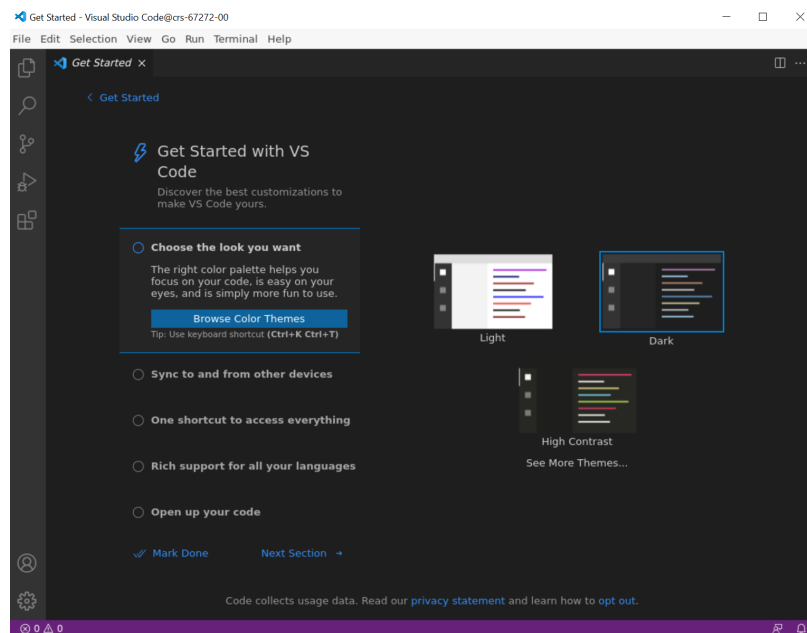 Get Started - Visual Studio Code@crs-67272-00
File Edit Selection View Go Run Terminal Help
Get Started
Get Started
Get Started with VS
Code
Discover the best customizations to
make VS Code yours.
Choose the look you want
The right color palette helps you
focus on your code, is easy on your
eyes, and is simply more fun to use.
Browse Color Themes
Tip: Use keyboard shortcut (Ctrl+K Ctrl+T)
Sync to and from other devices
One shortcut to access everything
Rich support for all your languages
Open up your code
Mark Done
Next Section
Light
Dark
High Contrast
See More Themes...
Code collects usage data. Read our privacy statement and learn how to opt out.
0 0